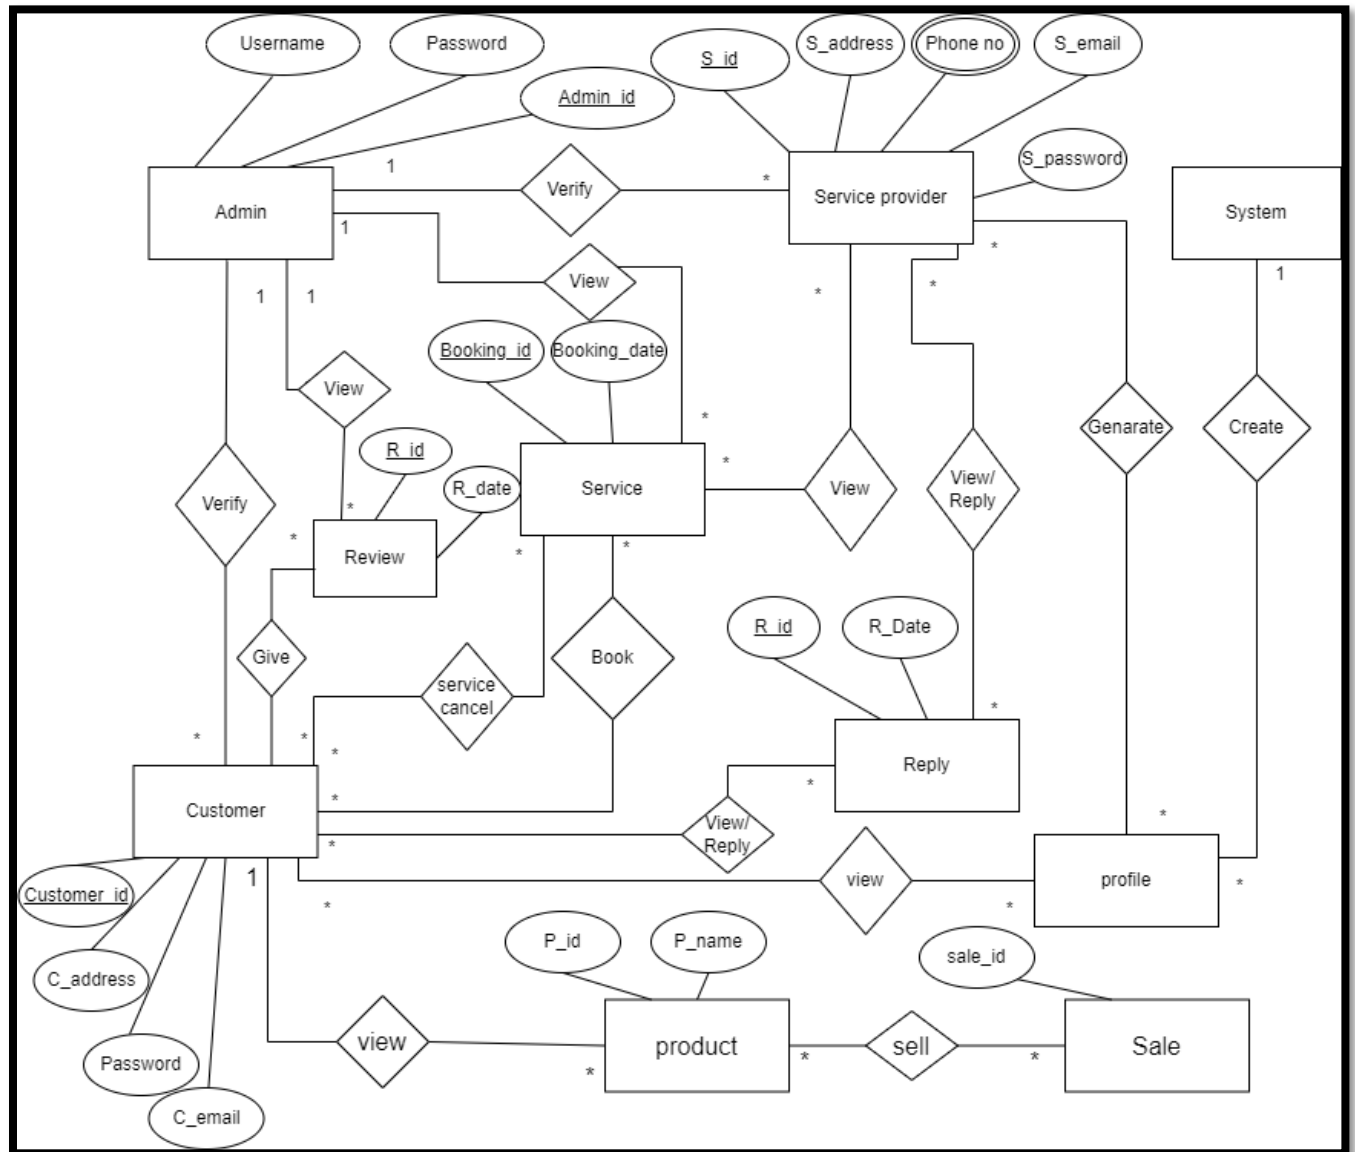 Username
Password
S_id
S_address
Phone no
S_email
Admin_id
S_password
1
Verify
*
Admin
Service provider
System
1
*
1
1
1
View
*
*
Booking_id
Booking_date
View
*
Genarate
Create
R_id
*
R_date
Service
View
View/
Reply
Verify
*
*
Review
*
*
Give
Book
R_id
R_Date
service
cancel
*
*
*
*
Reply
*
*
Customer
View/
Reply
*
*
1
view
profile
*
Customer_id
*
*
P_id
P_name
sale_id
C_address
view
product
sell
Sale
*
*
*
Password
C_email